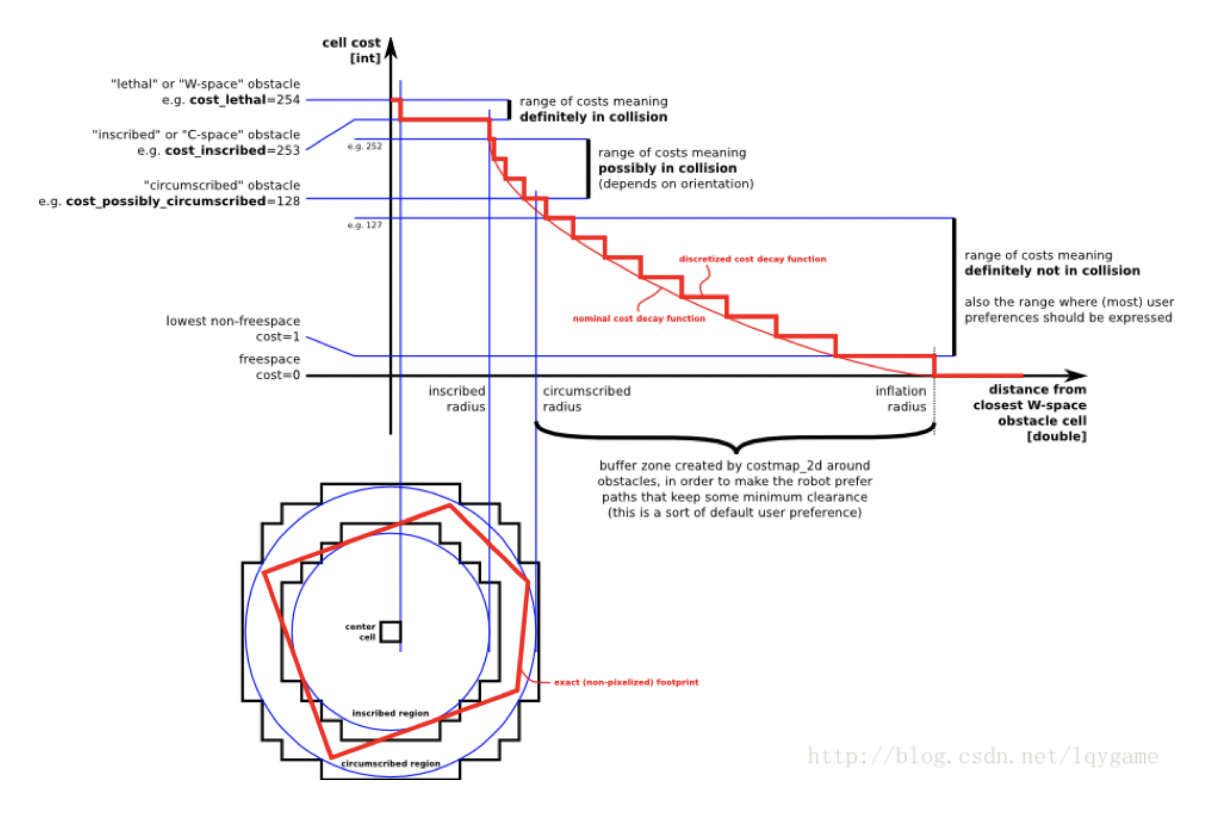 cell cost
[int]
"lethal" or "W-space" obstacle
e.g. cost_lethal=254
range of costs meaning
definitely in collision
"inscribed" or "C-space" obstacle
e.g. cost_inscribed=253
e.g. 252
range of costs meaning
possibly in collision
(depends on orientation)
"circumscribed" obstacle
e.g. cost_possibly_circumscribed=128
e.g. 127
discretized cost decay function
nominal cost decay function
range of costs meaning
definitely not in collision
also the range where (most) user
preferences should be expressed
lowest non-freespace
cost=1
freespace
cost=0
inscribed
radius
circumscribed
radius
inflation
radius
distance from
closest W-space
obstacle cell
[double]
buffer zone created by costmap_2d around
obstacles, in order to make the robot prefer
paths that keep some minimum clearance
(this is a sort of default user preference)
center
cell
exact (non-pixelized) footprint
inscribed region
circumscribed region
http://blog.csdn.net/lqygame